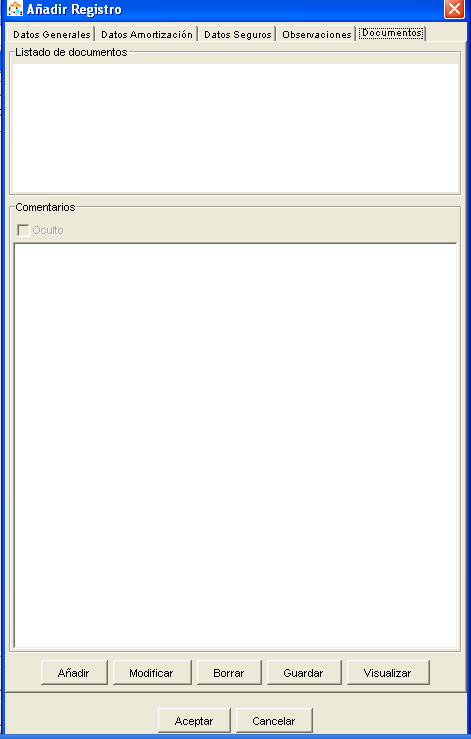 Añadir Registro
Datos Generales Datos Amortización Datos Seguros Observaciones Documentos
Listado de documentos
Comentarios
Oculto
Añadir Modificar Borrar Guardar Visualizar
Aceptar Cancelar